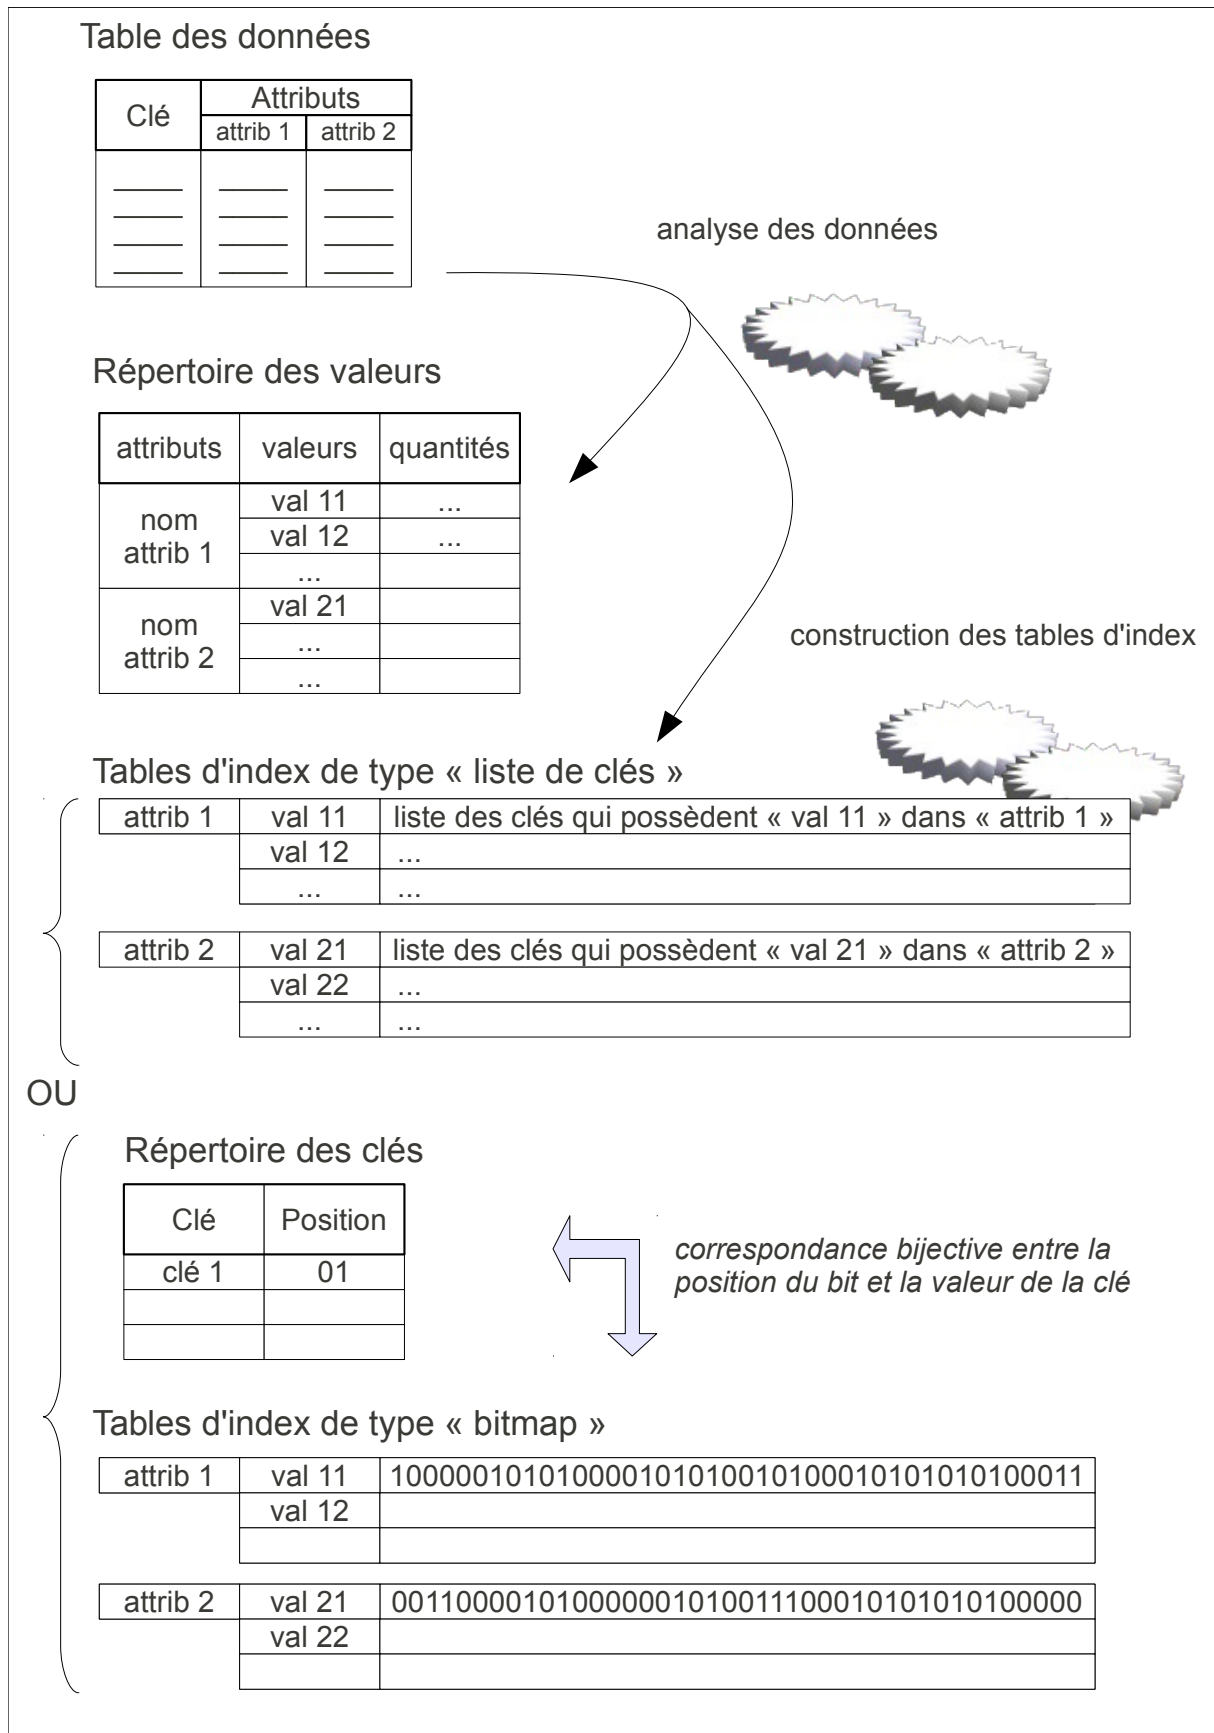 Table des données
Clé
Attributs
attrib 1
attrib 2
analyse des données
Répertoire des valeurs
attributs
valeurs
quantités
nom
attrib 1
val 11
...
val 12
...
...
nom
attrib 2
val 21
...
...
construction des tables d'index
Tables d'index de type « liste de clés »
attrib 1
val 11
liste des clés qui possèdent « val 11 » dans « attrib 1 »
val 12
...
...
...
attrib 2
val 21
liste des clés qui possèdent « val 21 » dans « attrib 2 »
val 22
...
...
...
OU
Répertoire des clés
Clé
Position
clé 1
01
correspondance bijective entre la
position du bit et la valeur de la clé
Tables d'index de type « bitmap »
attrib 1
val 11
1000001010100001010100101000101010101 00011
val 12
attrib 2
val 21
001100001010000001010011100010101010100000
val 22